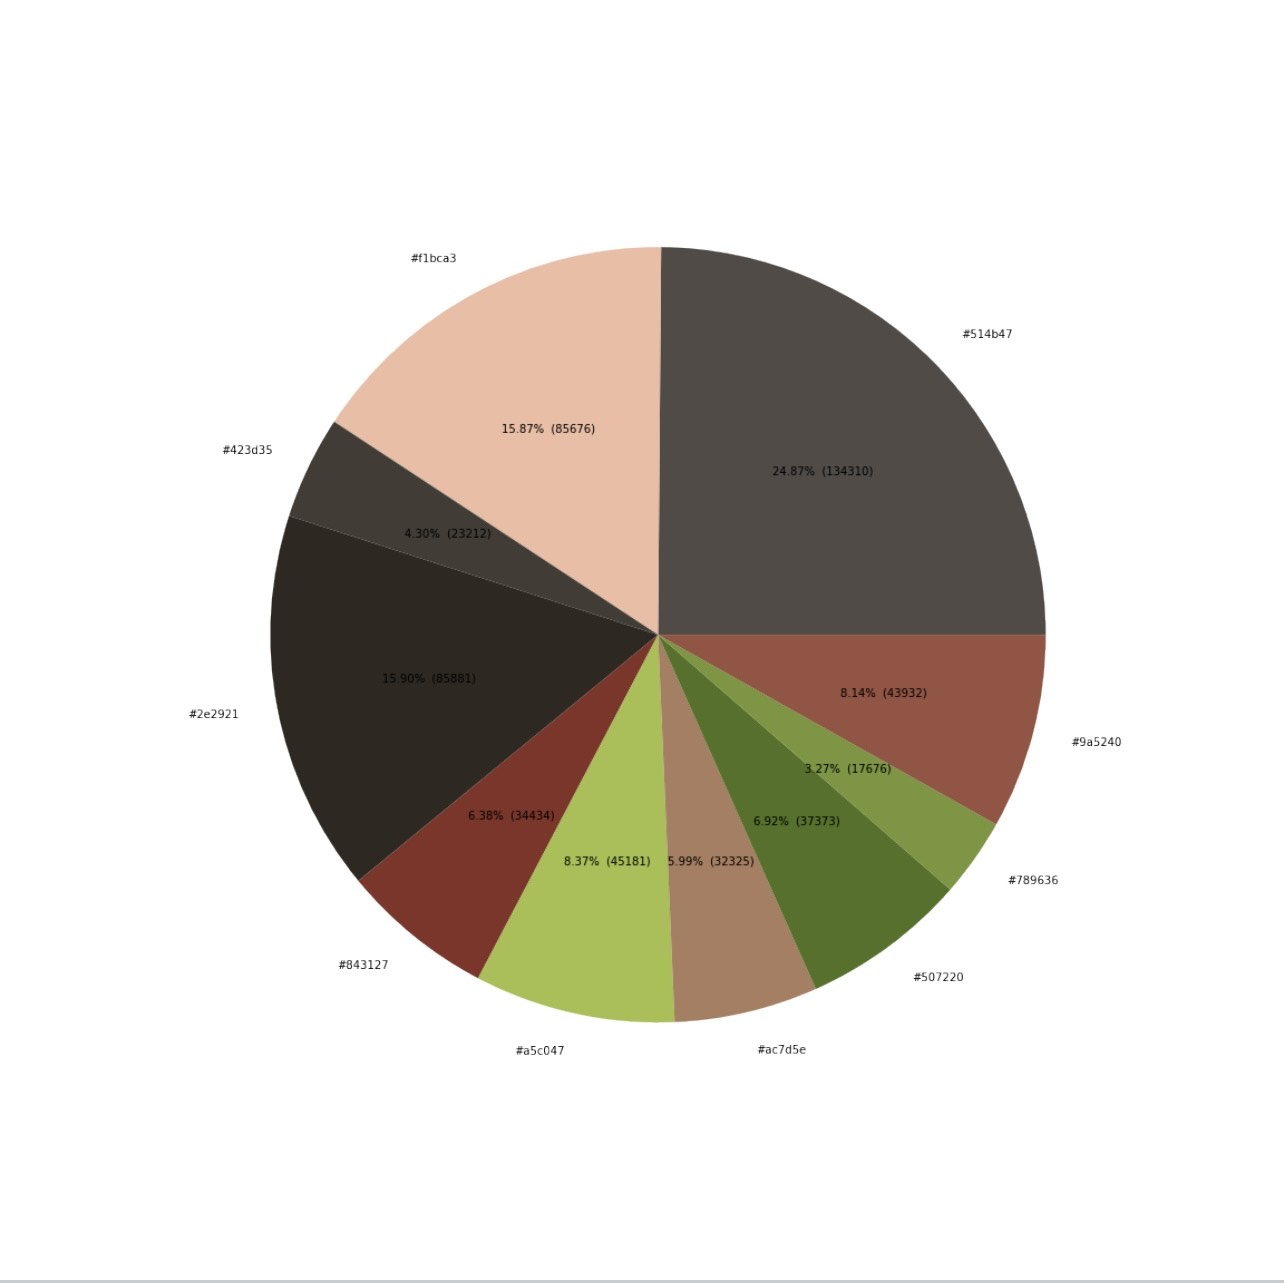 #f1bca3
#514b47
15.87% (85676)
#423d35
24.87% (134310)
4.30% (23212)
15.90% (85881)
8.14% (43932)
#2e2921
#9a5240
3.27% (17676)
6.38% (34434)
6.92% (37373)
8.37% (45181)
5.99% (32325)
#789636
#843127
#507220
#a5c047
#ac7d5e